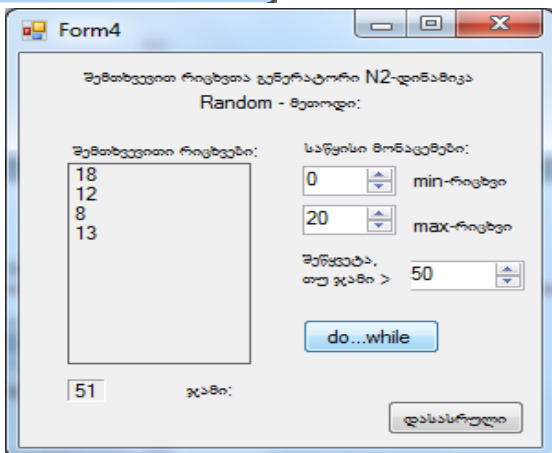 Form4
შემთხვევით რიცხვთა გენერატორი N2-დინამიკა
Random - მეთოდი:
შემთხვევითი რიცხვები:
18
12
8
13
51
ჯამი:
საწყისი მონაცემები:
0
min-რიცხვი
20
max-რიცხვი
შეწყვეტა,
თუ ჯამი >
50
do...while
დასასრული